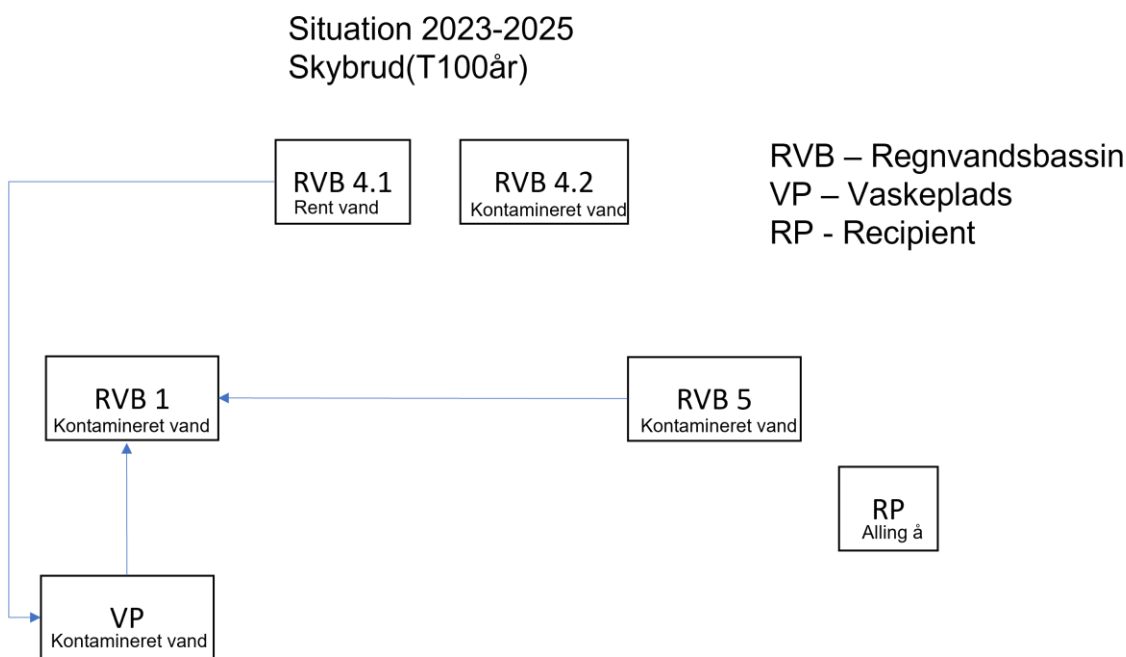 Situation 2023-2025
Skybrud(T100år)
RVB 4.1
Rent vand
RVB 4.2
Kontamineret vand
RVB – Regnvandsbassin
VP – Vaskeplads
RP - Recipient
RVB 1
Kontamineret vand
RVB 5
Kontamineret vand
RP
Alling å
VP
Kontamineret vand